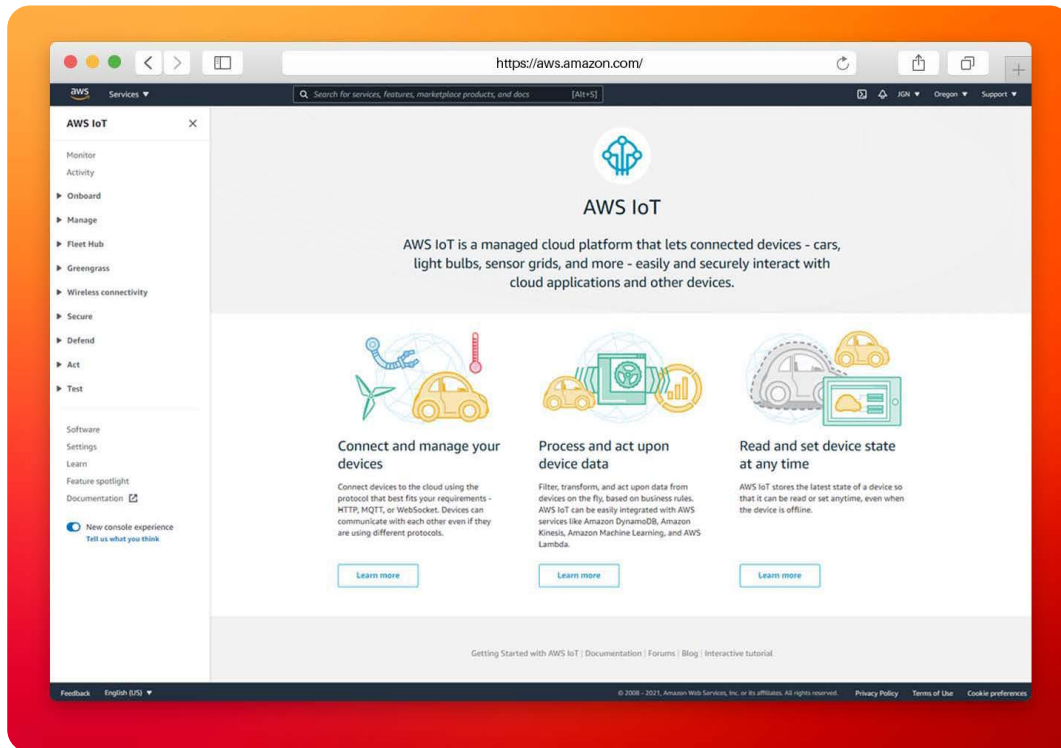 https://aws.amazon.com/
aws Services ▼ Search for services, features, marketplace products, and docs [Alt+S] JGN ▼ Oregon ▼ Support ▼
AWS IoT
Monitor
Activity
Onboard
Manage
Fleet Hub
Greengrass
Wireless connectivity
Secure
Defend
Act
Test
Software
Settings
Learn
Feature spotlight
Documentation
New console experience
Tell us what you think
AWS IoT
AWS IoT is a managed cloud platform that lets connected devices - cars,
light bulbs, sensor grids, and more - easily and securely interact with
cloud applications and other devices.
Connect and manage your
devices
Connect devices to the cloud using the
protocol that best fits your requirements -
HTTP, MQTT, or WebSocket. Devices can
communicate with each other even if they
are using different protocols.
Learn more
Process and act upon
device data
Filter, transform, and act upon data from
devices on the fly, based on business rules.
AWS IoT can be easily integrated with AWS
services like Amazon DynamoDB, Amazon
Kinesis, Amazon Machine Learning, and AWS
Lambda.
Learn more
Read and set device state
at any time
AWS IoT stores the latest state of a device so
that it can be read or set anytime, even when
the device is offline.
Learn more
Getting Started with AWS IoT | Documentation | Forums | Blog | Interactive tutorial
Feedback English (US) ▼ © 2008 - 2021, Amazon Web Services, Inc. or its affiliates. All rights reserved. Privacy Policy Terms of Use Cookie preferences